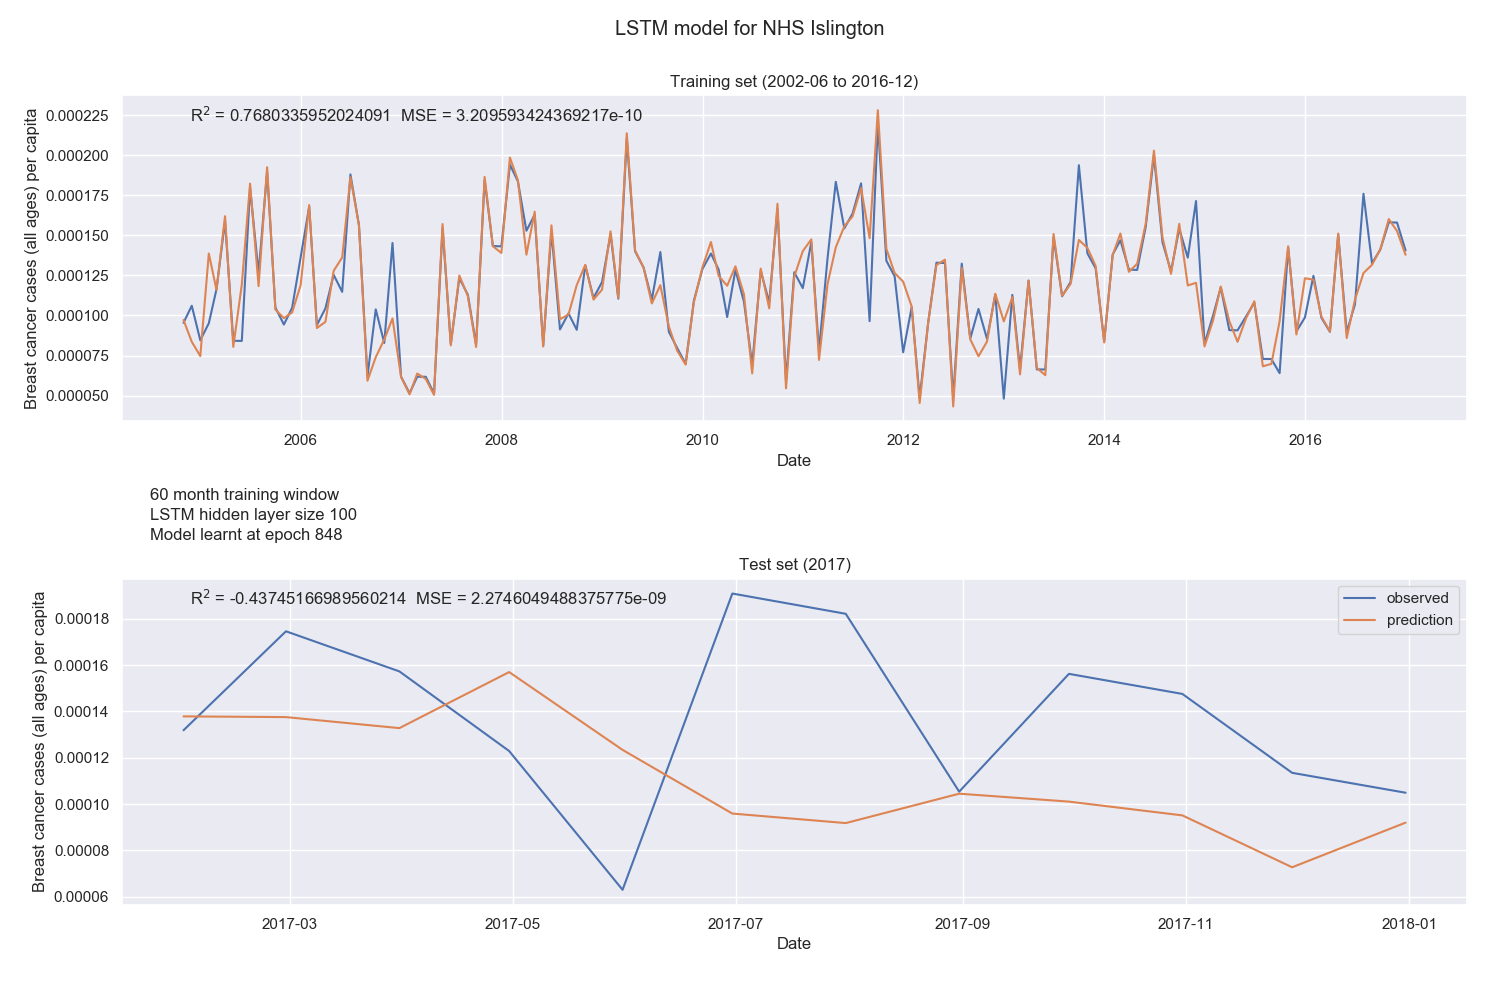 LSTM model for NHS Islington
Training set (2002-06 to 2016-12)
R² = 0.7680335952024091  MSE = 3.209593424369217e-10
Breast cancer cases (all ages) per capita
0.000225
0.000200
0.000175
0.000150
0.000125
0.000100
0.000075
0.000050
2006 2008 2010 2012 2014 2016
Date
60 month training window
LSTM hidden layer size 100
Model learnt at epoch 848
Test set (2017)
R² = -0.43745166989560214  MSE = 2.2746049488375775e-09
observed
prediction
Breast cancer cases (all ages) per capita
0.00018
0.00016
0.00014
0.00012
0.00010
0.00008
0.00006
2017-03 2017-05 2017-07 2017-09 2017-11 2018-01
Date